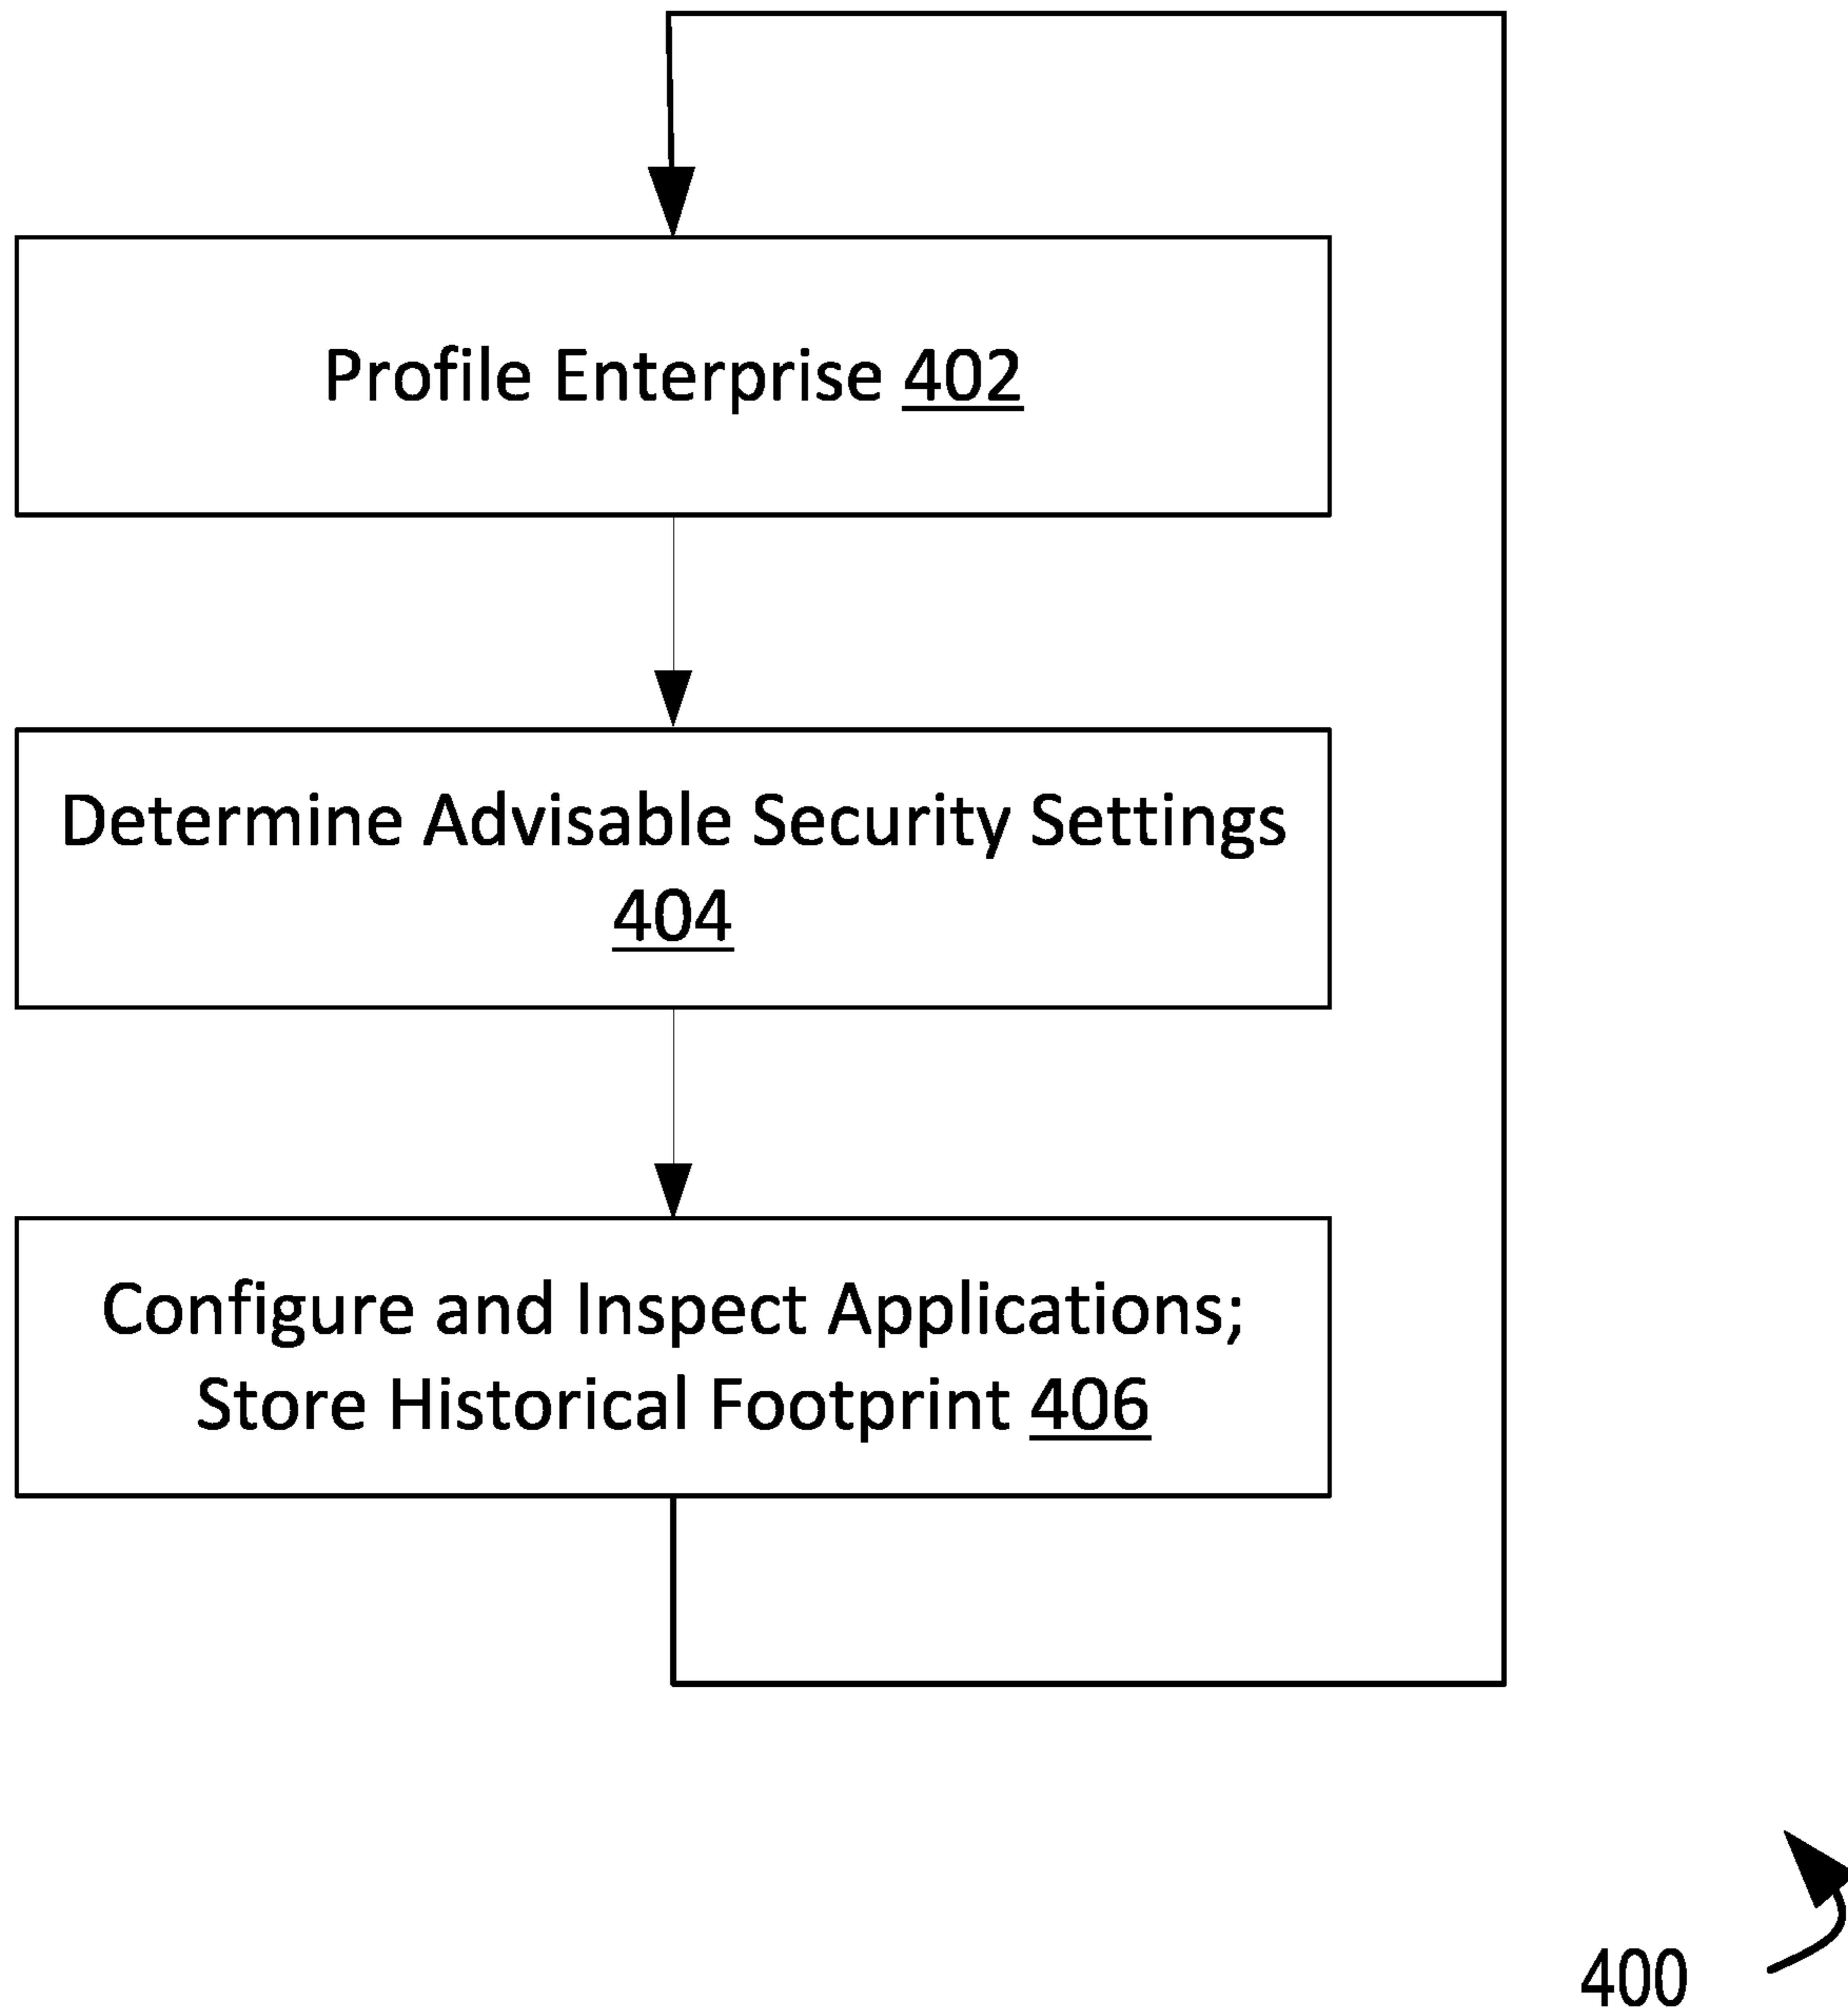 Profile Enterprise 402
Determine Advisable Security Settings
404
Configure and Inspect Applications;
Store Historical Footprint 406
400